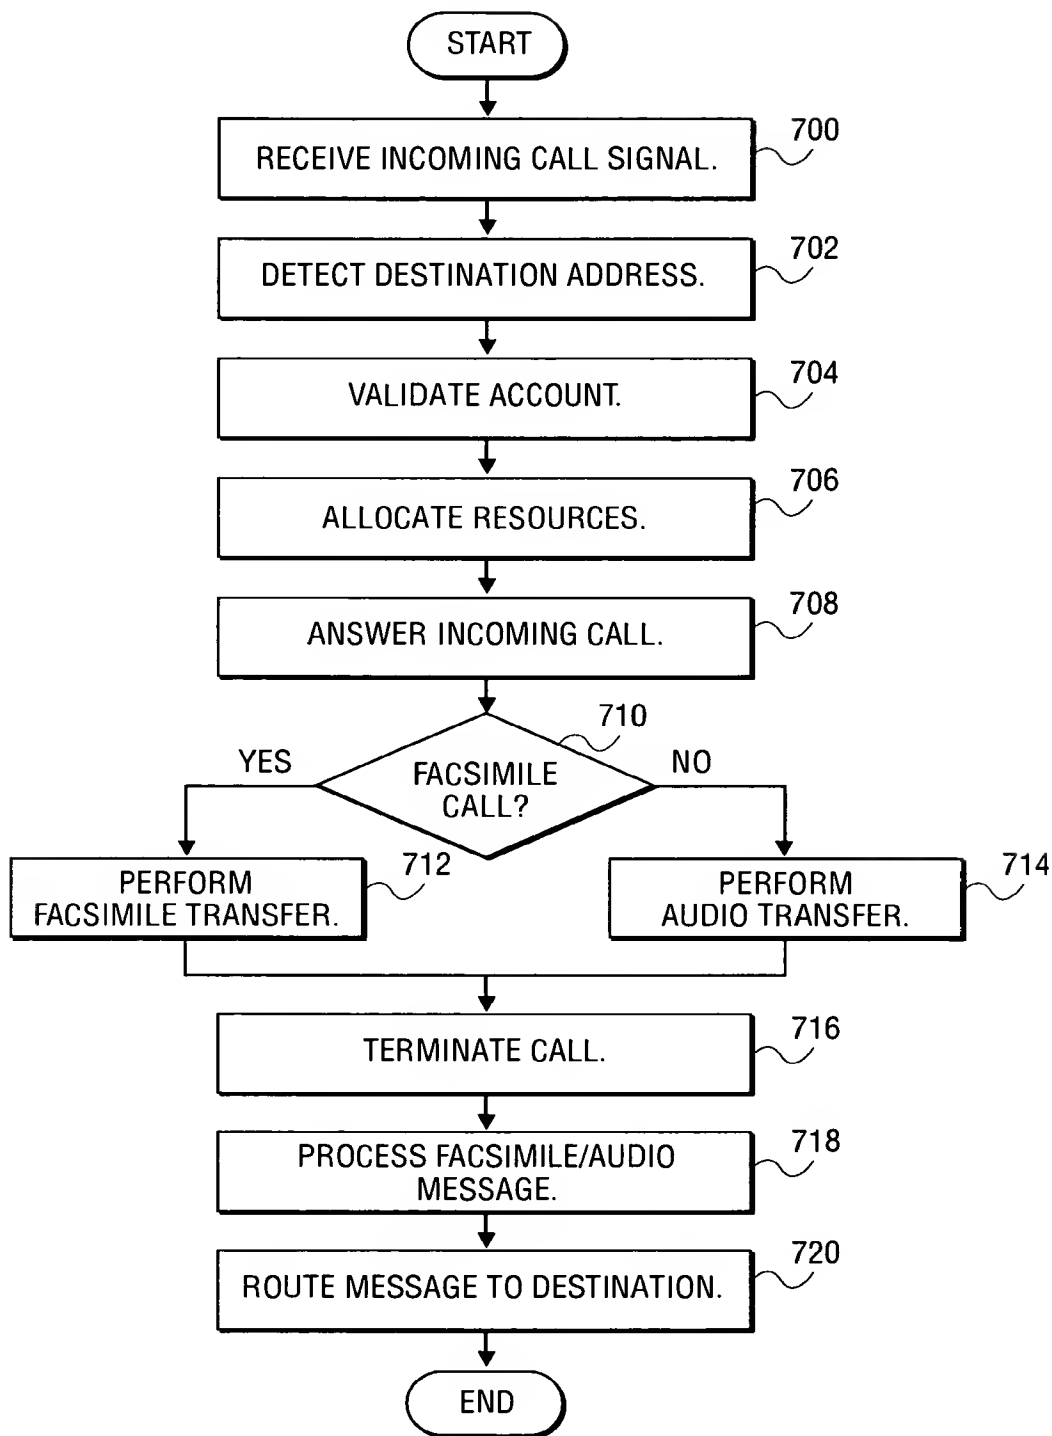 START
700
RECEIVE INCOMING CALL SIGNAL.
702
DETECT DESTINATION ADDRESS.
704
VALIDATE ACCOUNT.
706
ALLOCATE RESOURCES.
708
ANSWER INCOMING CALL.
710
YES
FACSIMILE
CALL?
NO
712
PERFORM
FACSIMILE TRANSFER.
714
PERFORM
AUDIO TRANSFER.
716
TERMINATE CALL.
718
PROCESS FACSIMILE/AUDIO
MESSAGE.
720
ROUTE MESSAGE TO DESTINATION.
END